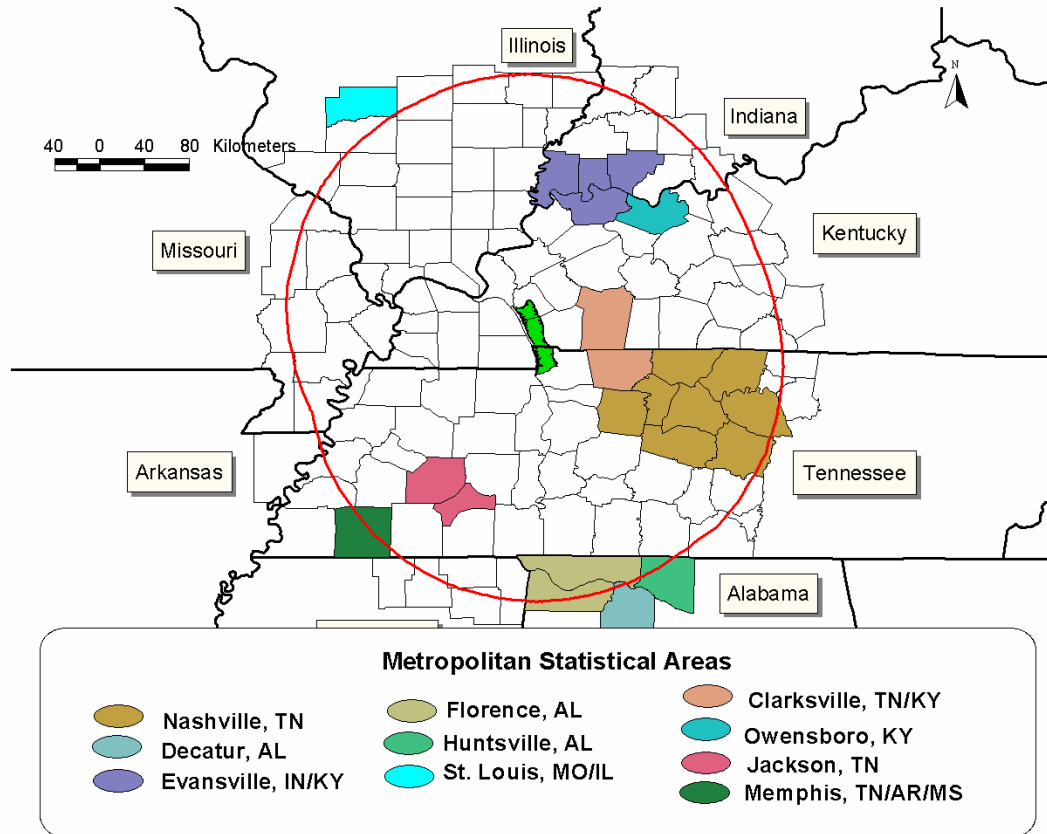 Illinois
N
Indiana
40 0 40 80 Kilometers
Kentucky
Missouri
Arkansas
Tennessee
Alabama
Metropolitan Statistical Areas
Nashville, TN
Decatur, AL
Evansville, IN/KY
Florence, AL
Huntsville, AL
St. Louis, MO/IL
Clarksville, TN/KY
Owensboro, KY
Jackson, TN
Memphis, TN/AR/MS